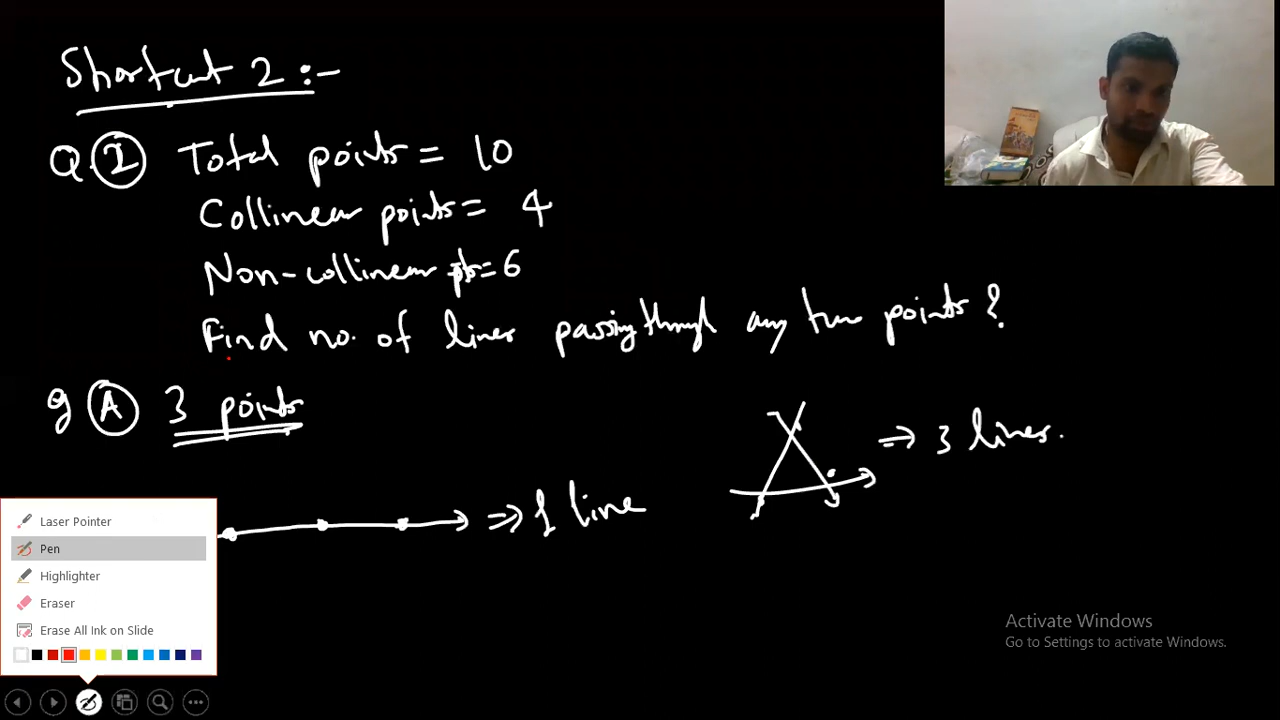 Shortcut 2 :-
Q. I Total points = 10
Collinear points = 4
Non-collinear pts = 6
Find no. of lines passing through any two points?
g A 3 points
⇒ 3 lines.
⇒ 1 line
Laser Pointer
Pen
Highlighter
Eraser
Erase All Ink on Slide
Activate Windows
Go to Settings to activate Windows.